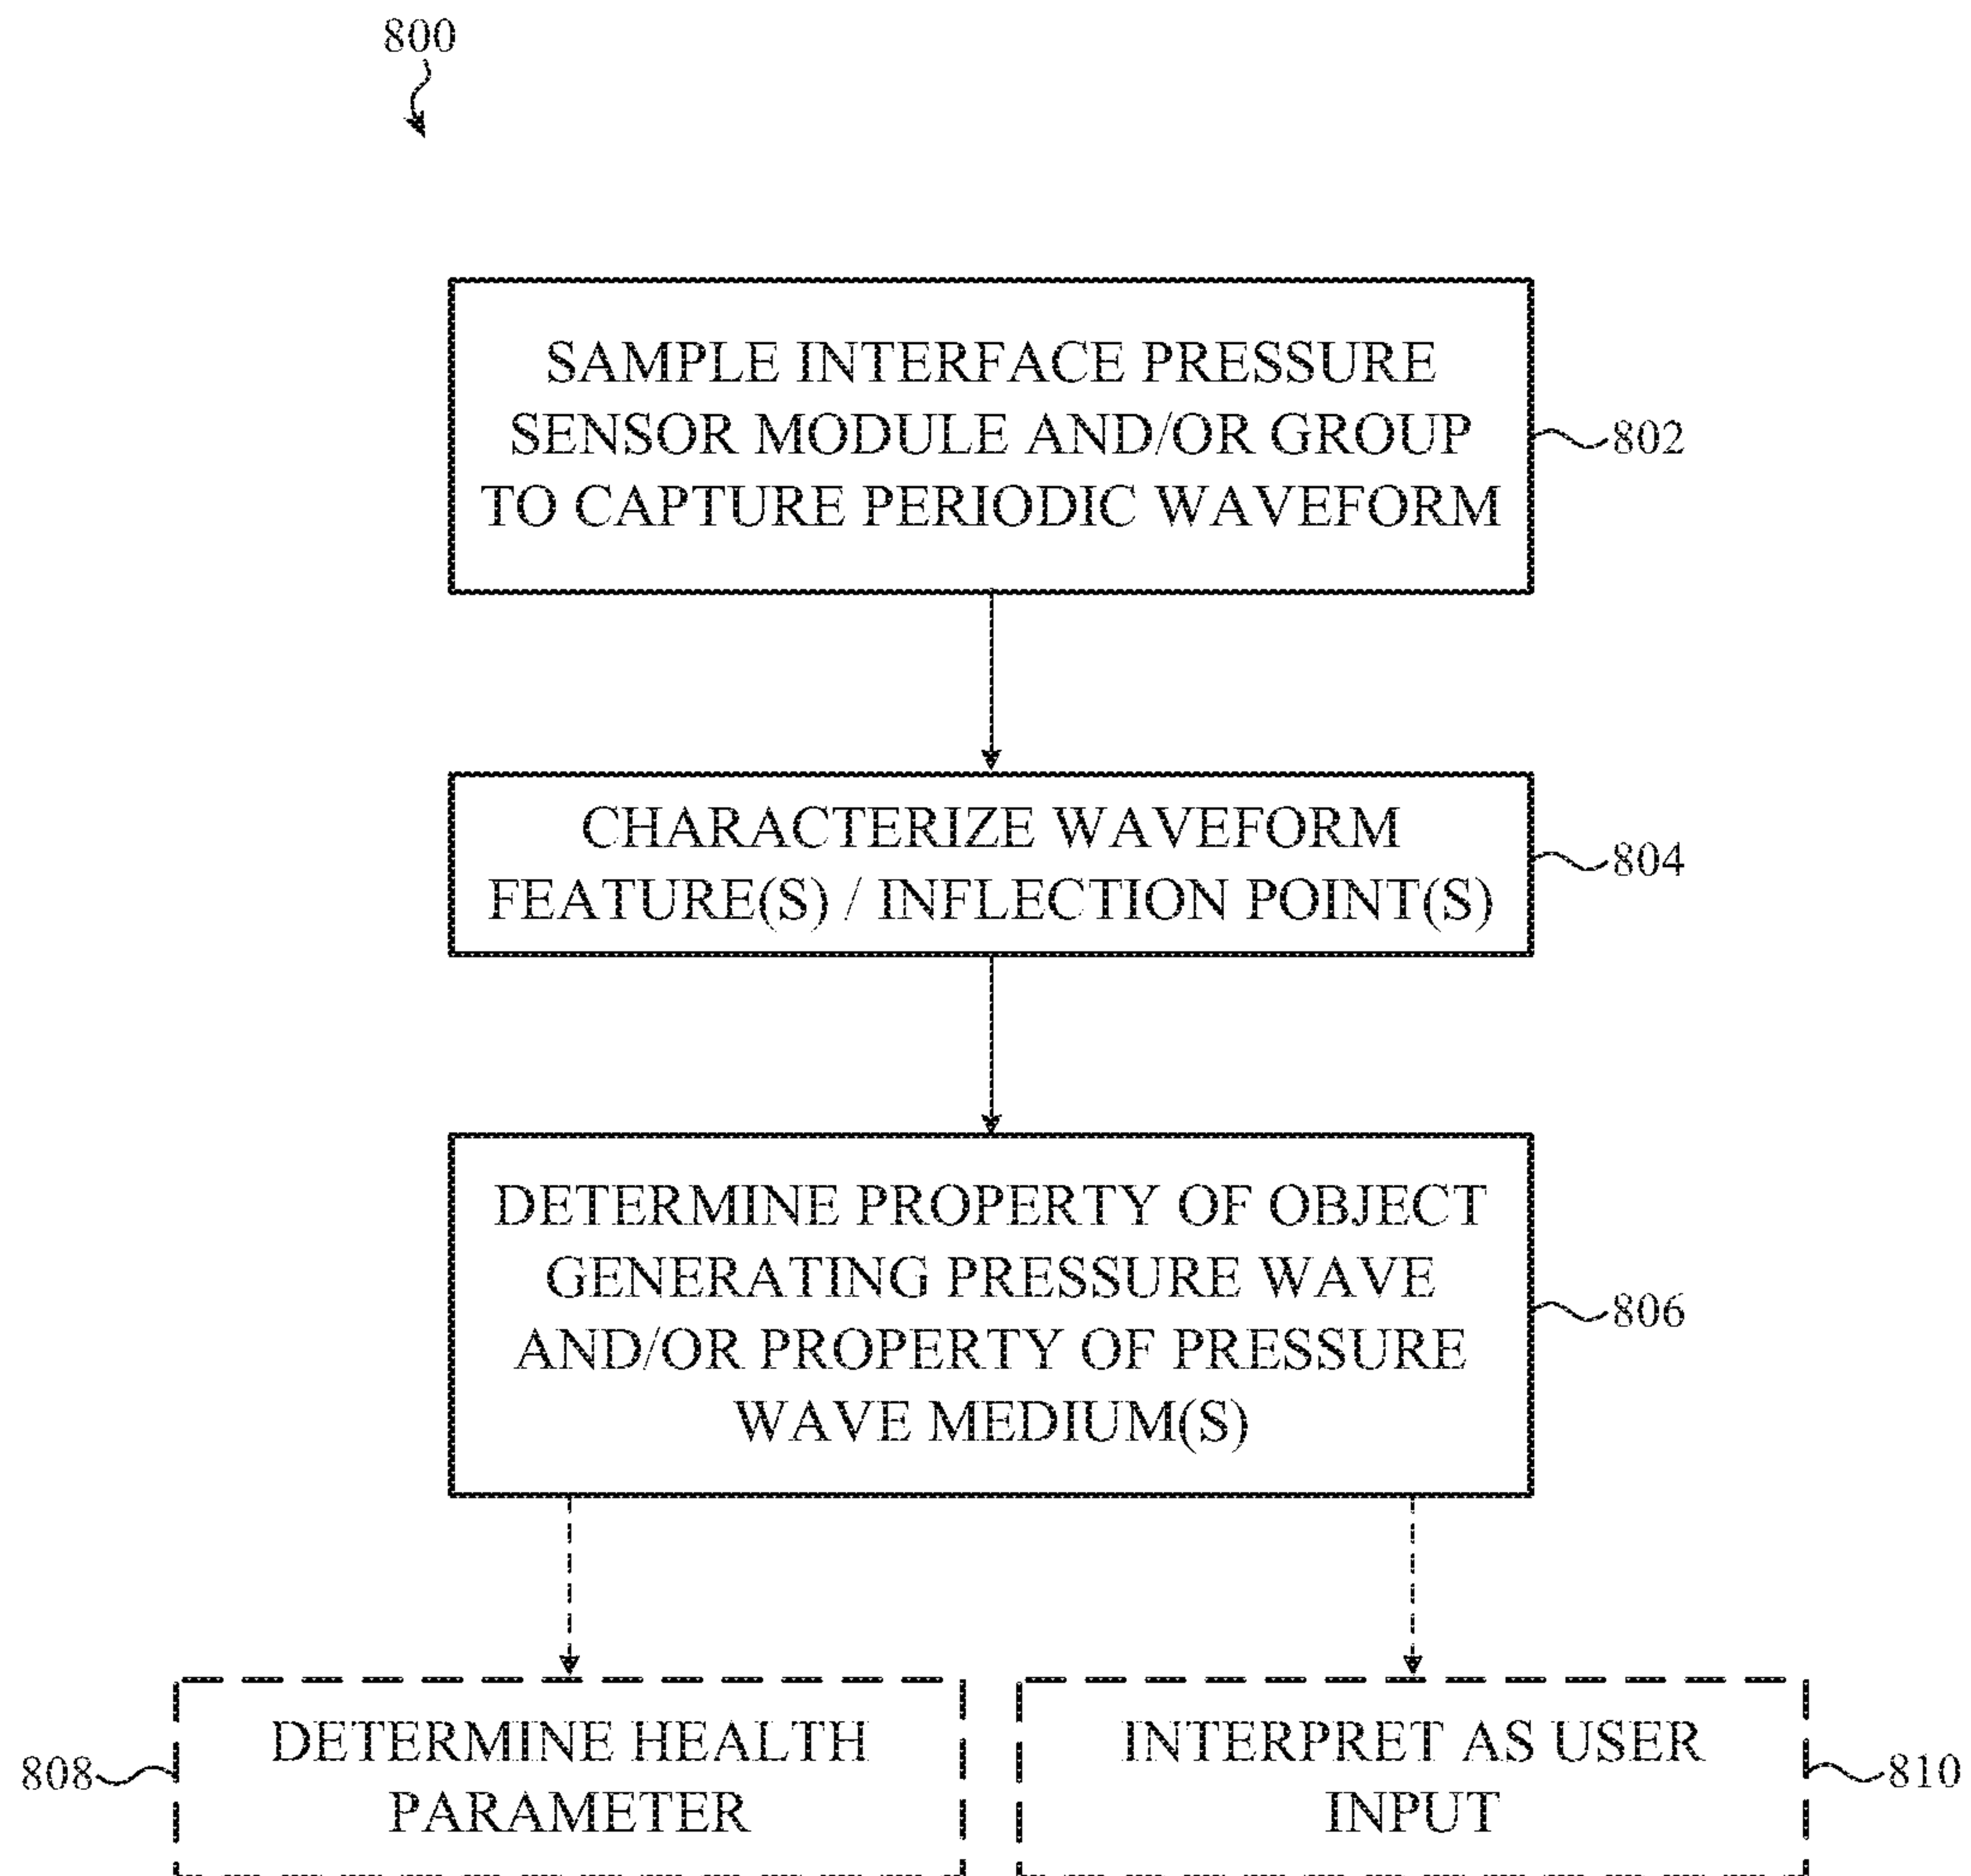 800
SAMPLE INTERFACE PRESSURE
SENSOR MODULE AND/OR GROUP
TO CAPTURE PERIODIC WAVEFORM
802
CHARACTERIZE WAVEFORM
FEATURE(S) / INFLECTION POINT(S)
804
DETERMINE PROPERTY OF OBJECT
GENERATING PRESSURE WAVE
AND/OR PROPERTY OF PRESSURE
WAVE MEDIUM(S)
806
808
DETERMINE HEALTH
PARAMETER
INTERPRET AS USER
INPUT
810